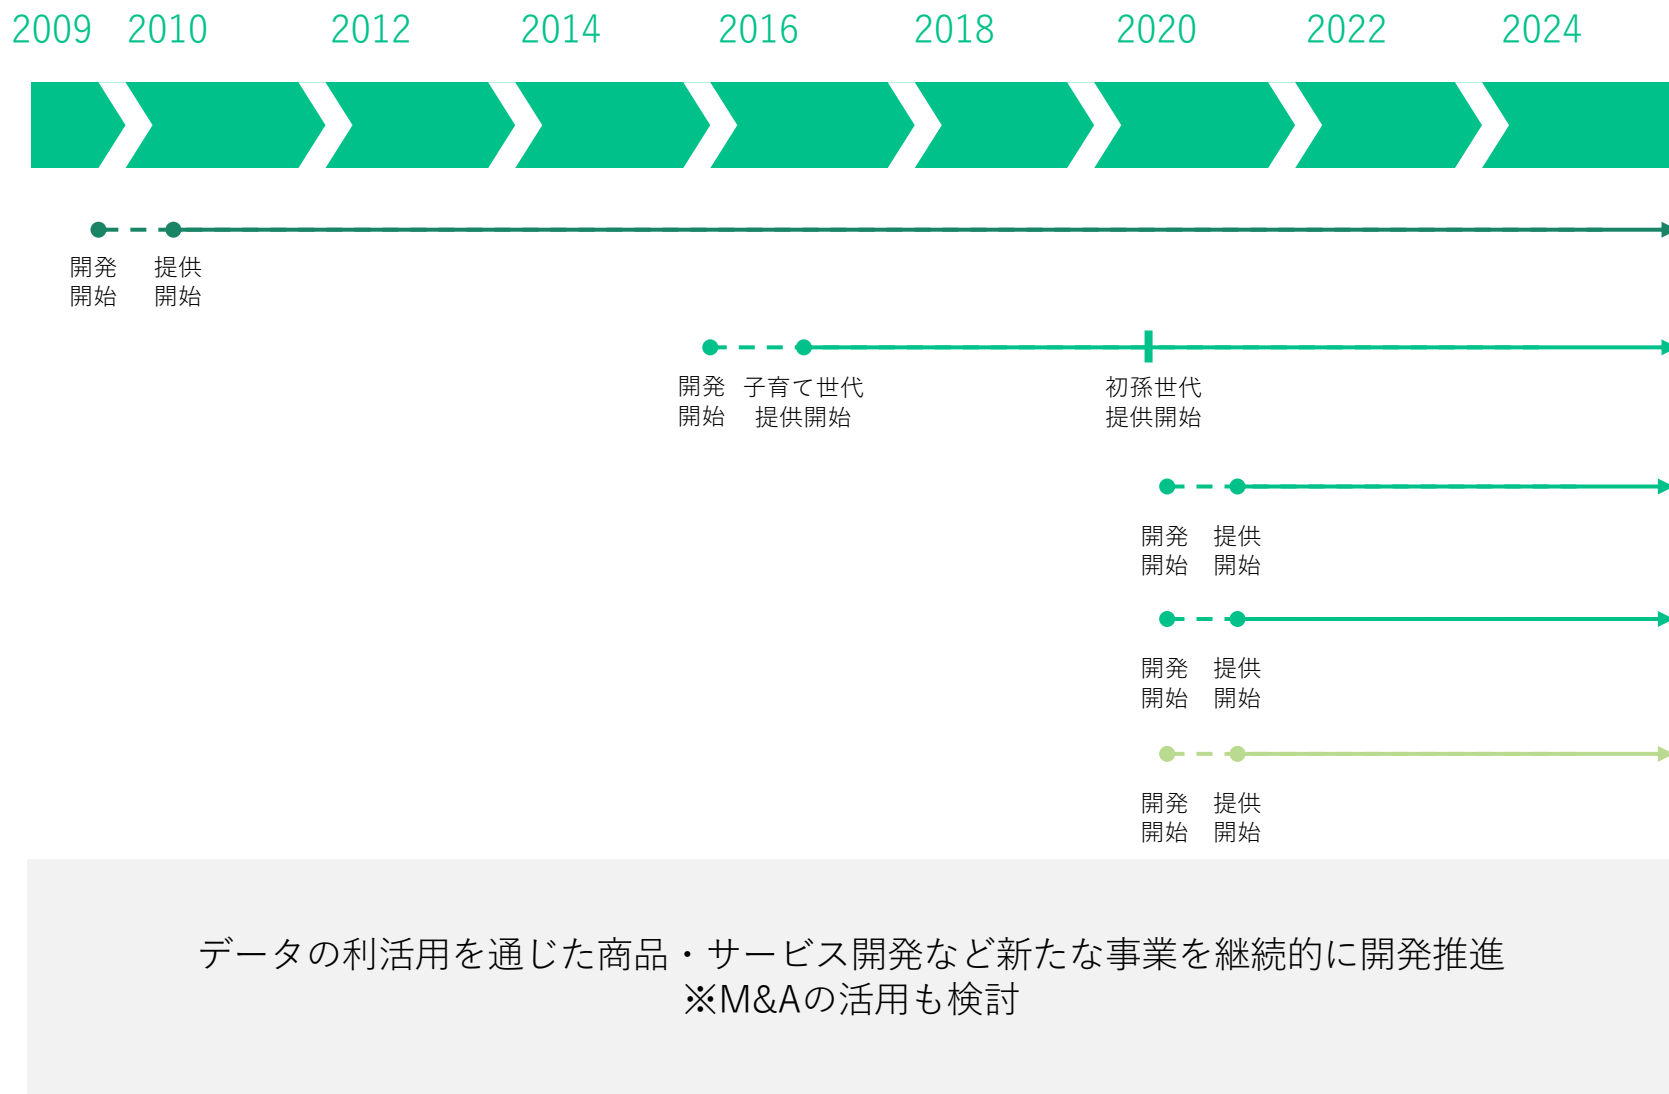 2009 2010 2012 2014 2016 2018 2020 2022 2024
開発 提供
開始 開始
開発 子育て世代 初孫世代
開始 提供開始 提供開始
開発 提供
開始 開始
開発 提供
開始 開始
開発 提供
開始 開始
データの利活用を通じた商品・サービス開発など新たな事業を継続的に開発推進
※M&Aの活用も検討